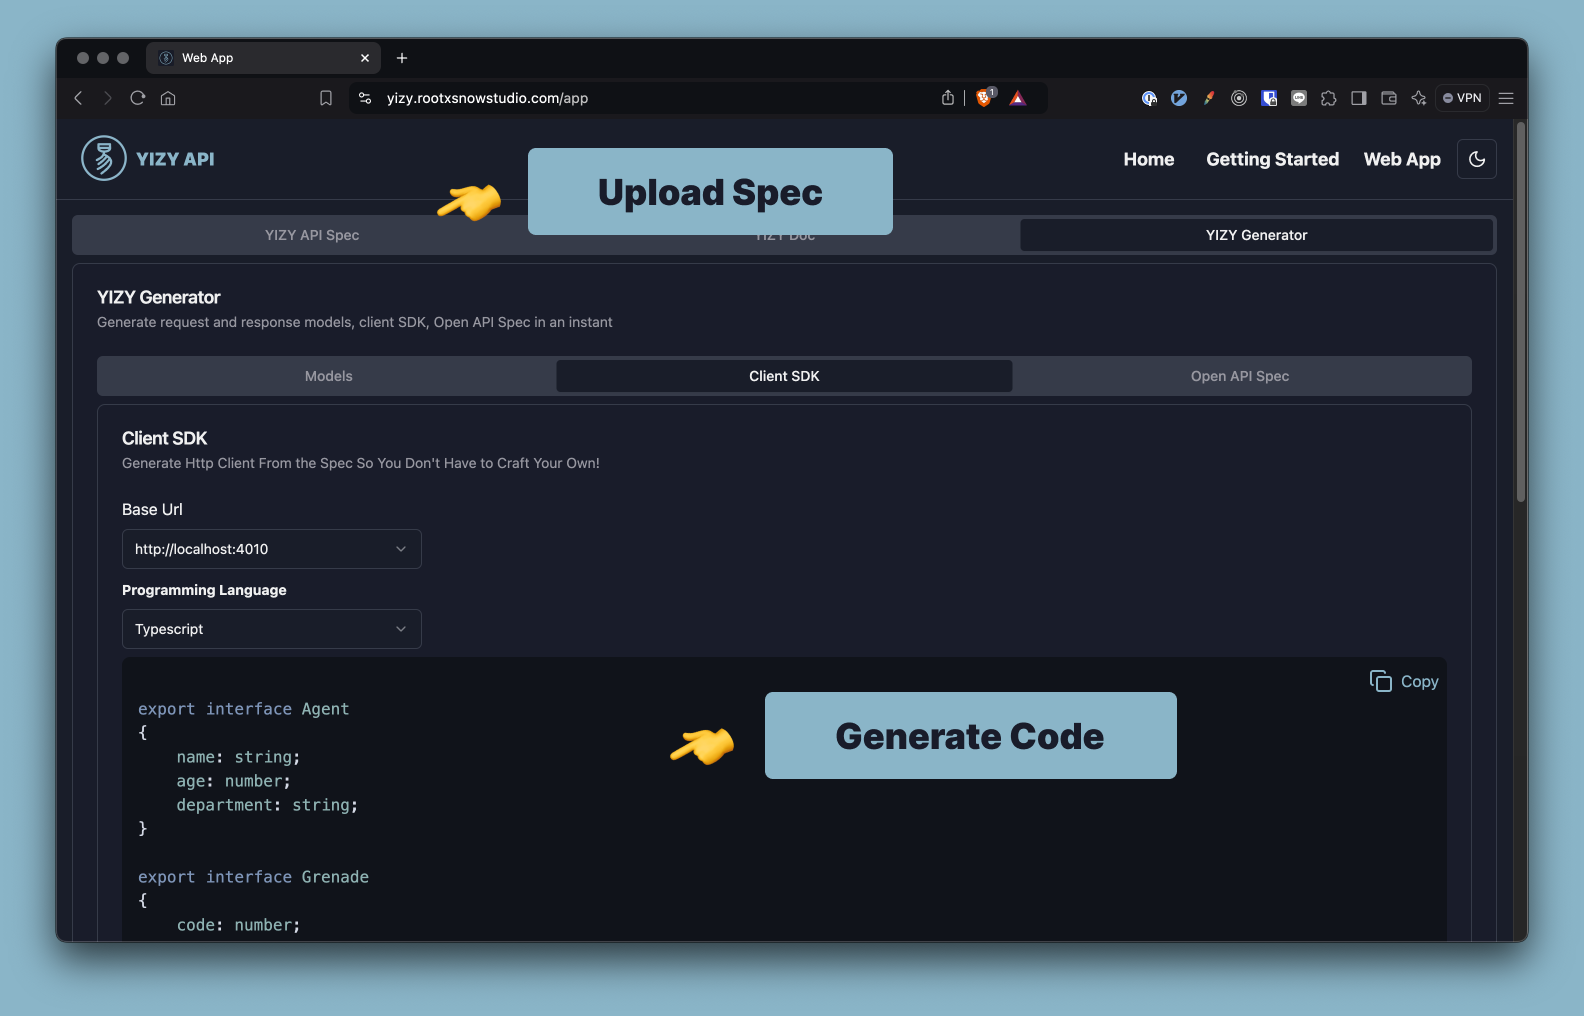 Web App
yizy.rootxsnowstudio.com/app
1
VPN
YIZY API
Home
Getting Started
Web App
Upload Spec
YIZY API Spec
YIZY Doc
YIZY Generator
YIZY Generator
Generate request and response models, client SDK, Open API Spec in an instant
Models
Client SDK
Open API Spec
Client SDK
Generate Http Client From the Spec So You Don't Have to Craft Your Own!
Base Url
http://localhost:4010
Programming Language
Typescript
Copy
export interface Agent
{
name: string;
age: number;
department: string;
}
Generate Code
export interface Grenade
{
code: number;